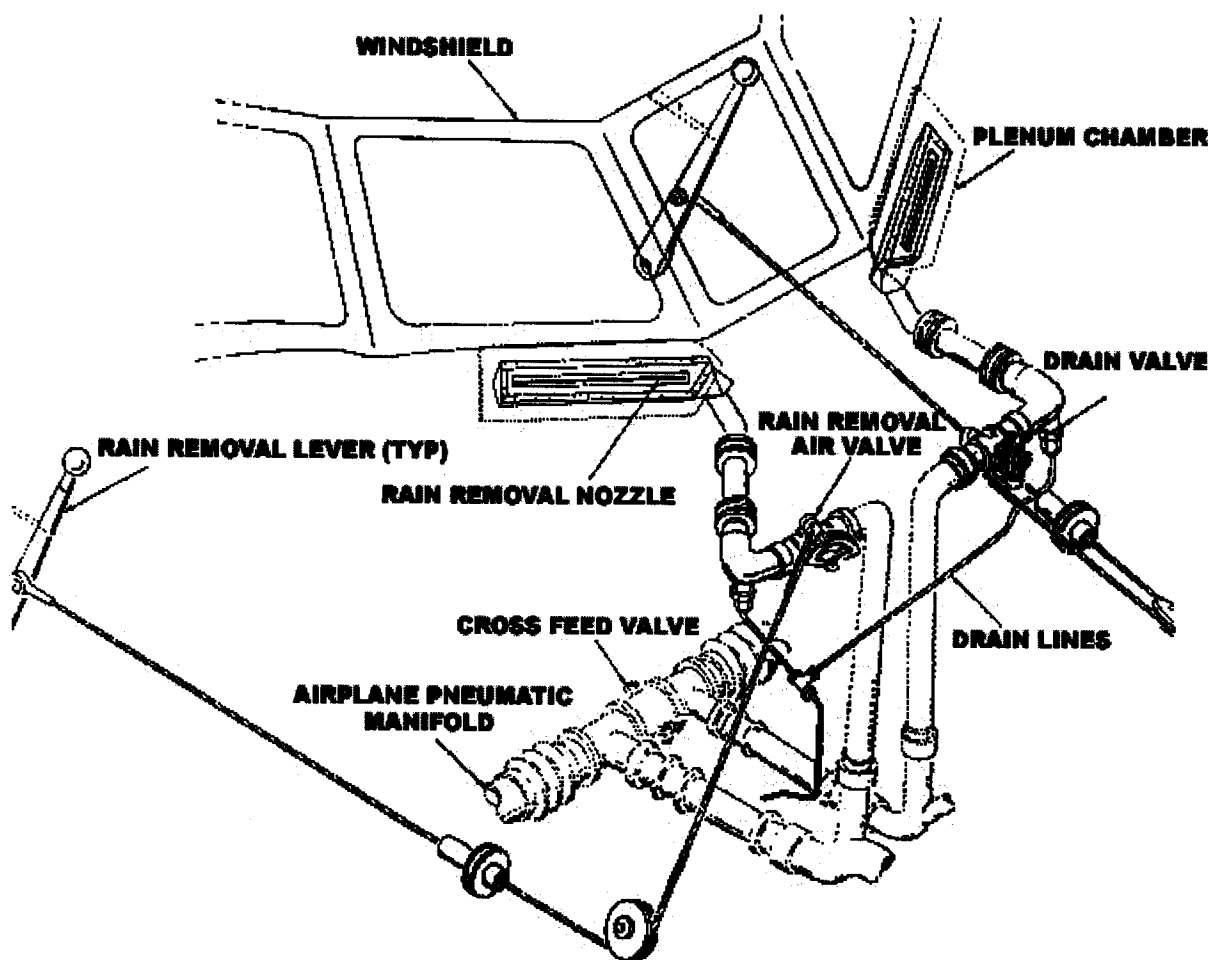 WINDSHIELD
PLENUM CHAMBER
DRAIN VALVE
RAIN REMOVAL
AIR VALVE
RAIN REMOVAL LEVER (TYP)
RAIN REMOVAL NOZZLE
CROSS FEED VALVE
DRAIN LINES
AIRPLANE PNEUMATIC
MANIFOLD